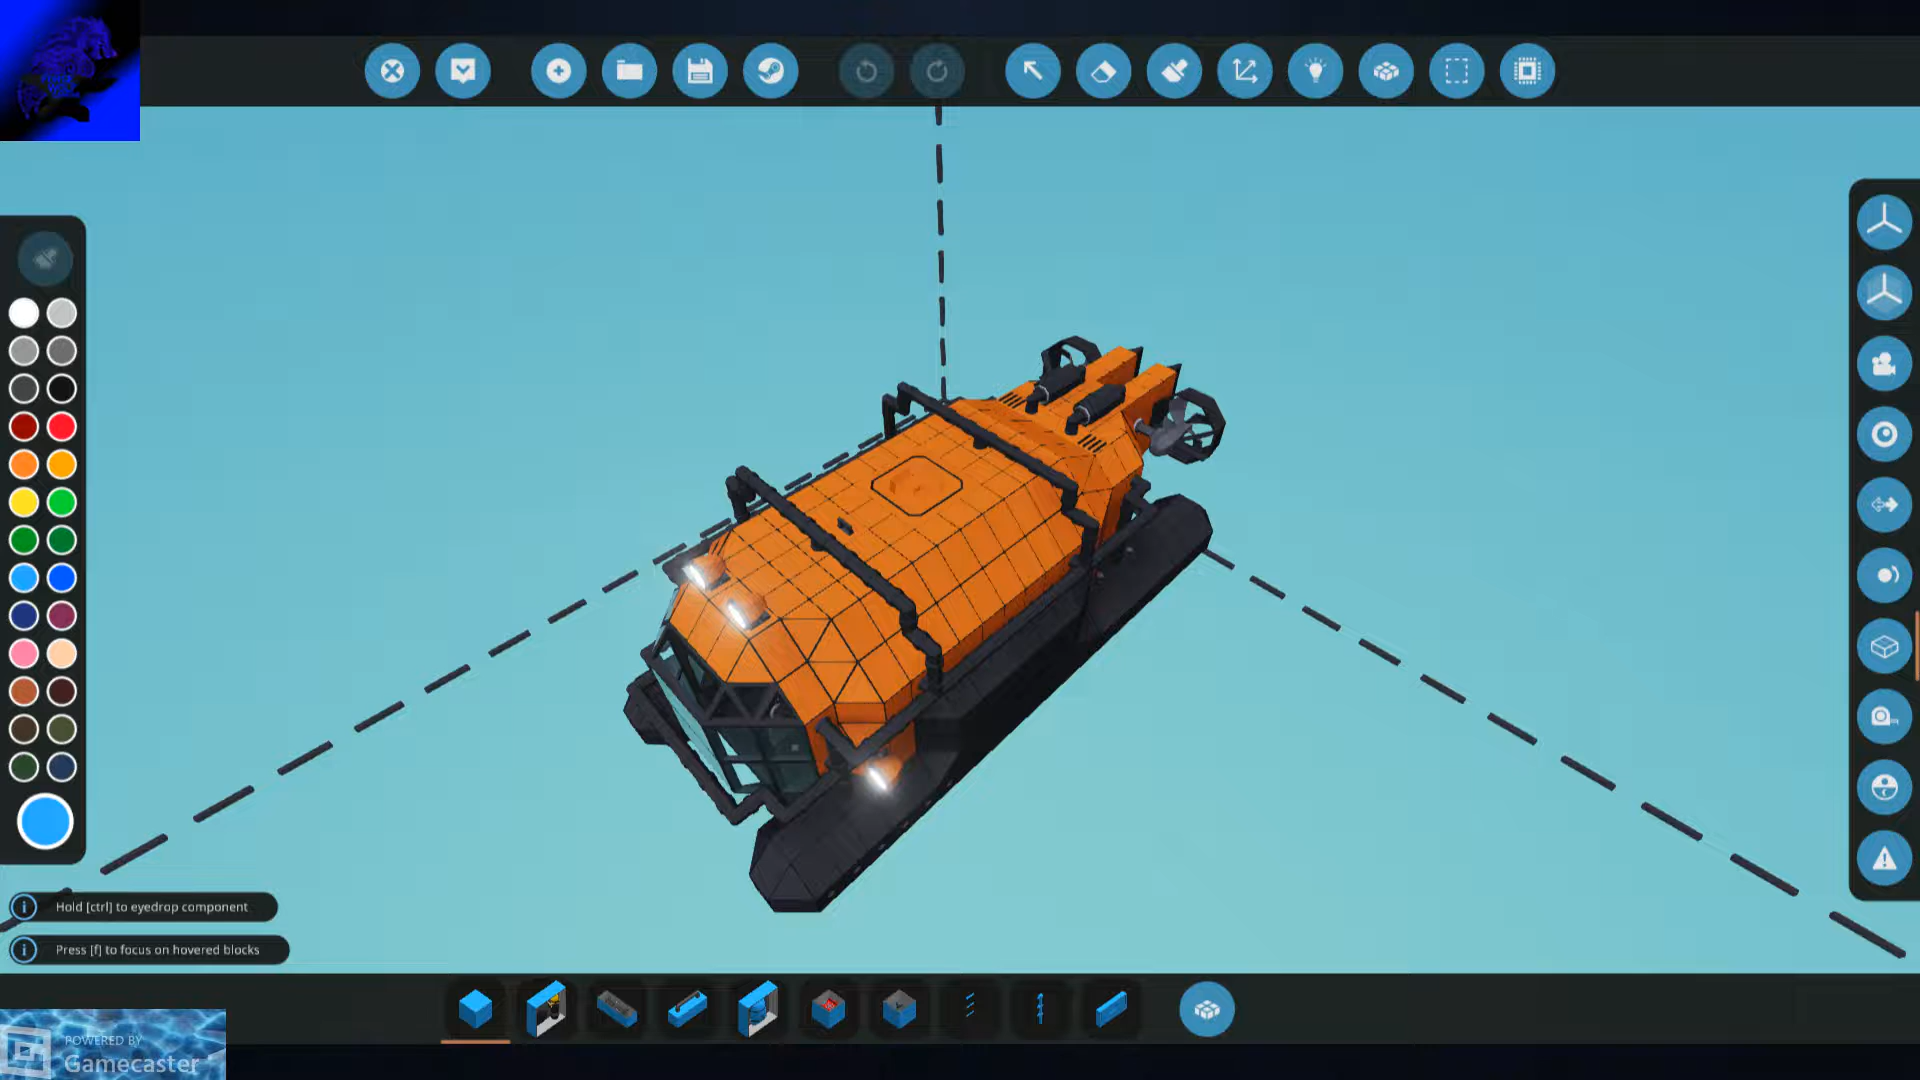 Hold [ctrl] to eyedrop component
Press [f] to focus on hovered blocks
POWERED BY
Gamecaster